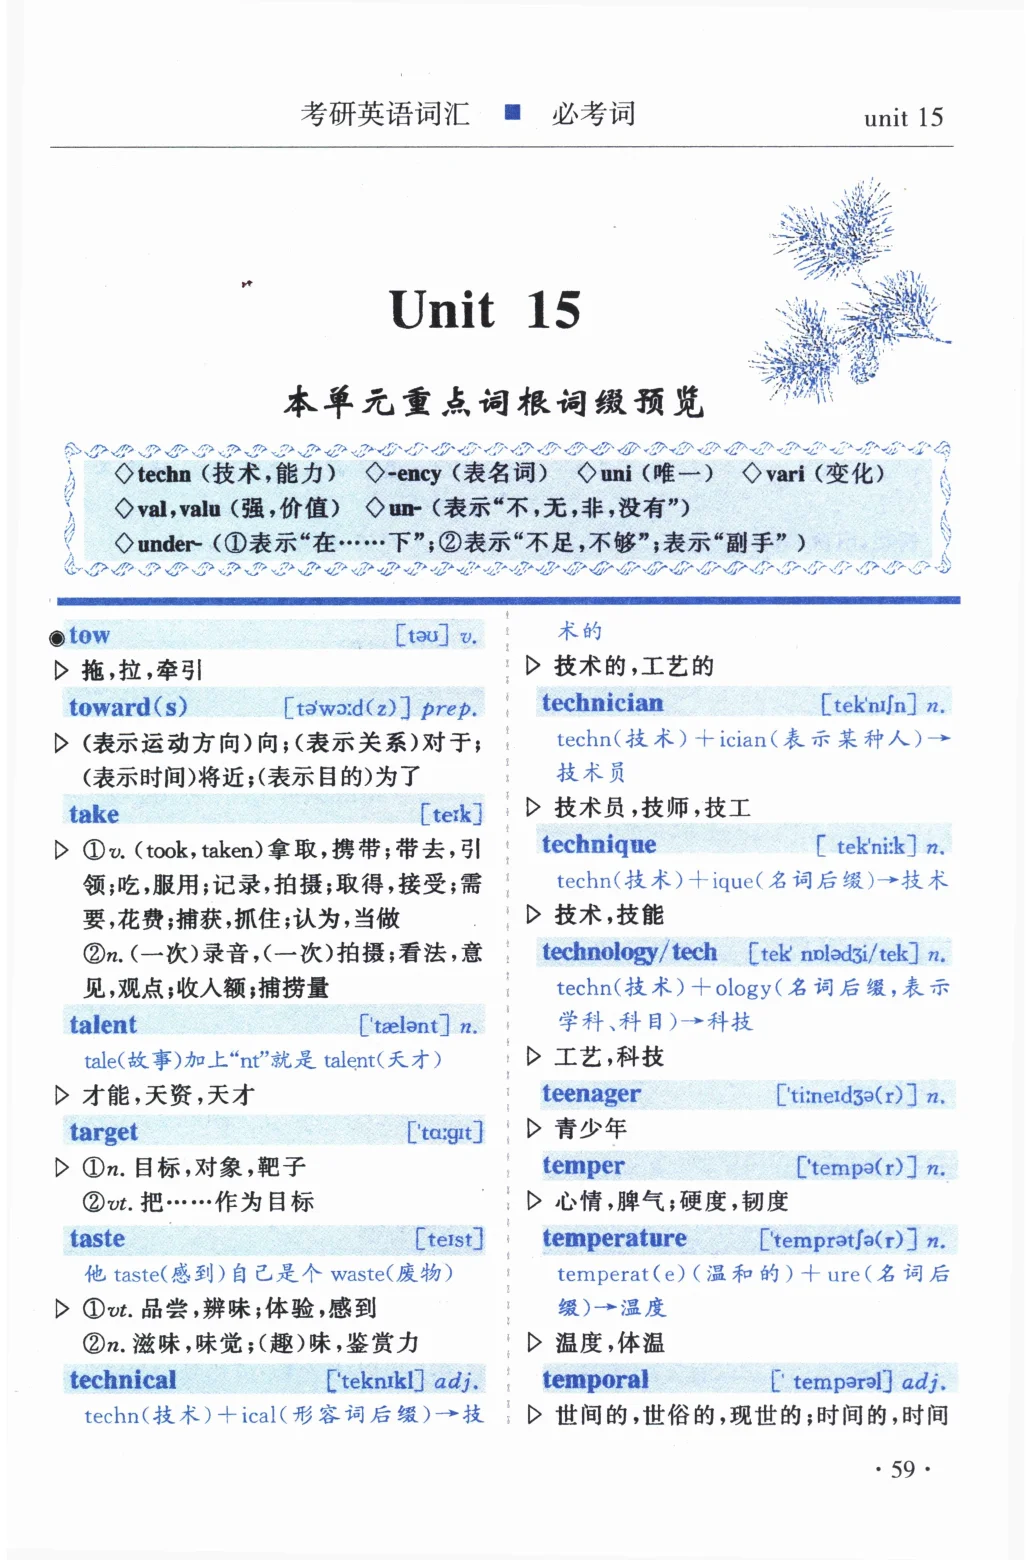 考研英语词汇 ■ 必考词 unit 15
Unit 15
本单元重点词根词缀预览
◇techn (技术,能力) ◇-ency (表名词) ◇uni (唯一) ◇vari (变化)
◇val,valu (强,价值) ◇un- (表示“不,无,非,没有”)
◇under- (①表示“在……下”;②表示“不足,不够”;表示“副手”)
◉tow [təʊ] v.
▷ 拖,拉,牵引
toward(s) [tə'wɔːd(z)] prep.
▷ (表示运动方向)向;(表示关系)对于;
(表示时间)将近;(表示目的)为了
take [teɪk]
▷ ①v. (took,taken)拿取,携带;带去,引
领;吃,服用;记录,拍摄;取得,接受;需
要,花费;捕获,抓住;认为,当做
②n. (一次)录音,(一次)拍摄;看法,意
见,观点;收入额;捕捞量
talent ['tælənt] n.
tale(故事)加上“nt”就是 talent(天才)
▷ 才能,天资,天才
target ['tɑːgɪt]
▷ ①n. 目标,对象,靶子
②vt. 把……作为目标
taste [teɪst]
他 taste(感到)自己是个 waste(废物)
▷ ①vt. 品尝,辨味;体验,感到
②n. 滋味,味觉;(趣)味,鉴赏力
technical ['teknɪkl] adj.
techn(技术)+ical(形容词后缀)→技
术的
▷ 技术的,工艺的
technician [tek'nɪʃn] n.
techn(技术)+ician(表示某种人)→
技术员
▷ 技术员,技师,技工
technique [ tek'niːk] n.
techn(技术)+ique(名词后缀)→技术
▷ 技术,技能
technology/tech [tek' nɒlədʒi/tek] n.
techn(技术)+ology(名词后缀,表示
学科、科目)→科技
▷ 工艺,科技
teenager ['tiːneɪdʒə(r)] n.
▷ 青少年
temper ['tempə(r)] n.
▷ 心情,脾气;硬度,韧度
temperature ['temprətʃə(r)] n.
temperat(e)(温和的)+ure(名词后
缀)→温度
▷ 温度,体温
temporal [' tempərəl] adj.
▷ 世间的,世俗的,现世的;时间的,时间
·59·